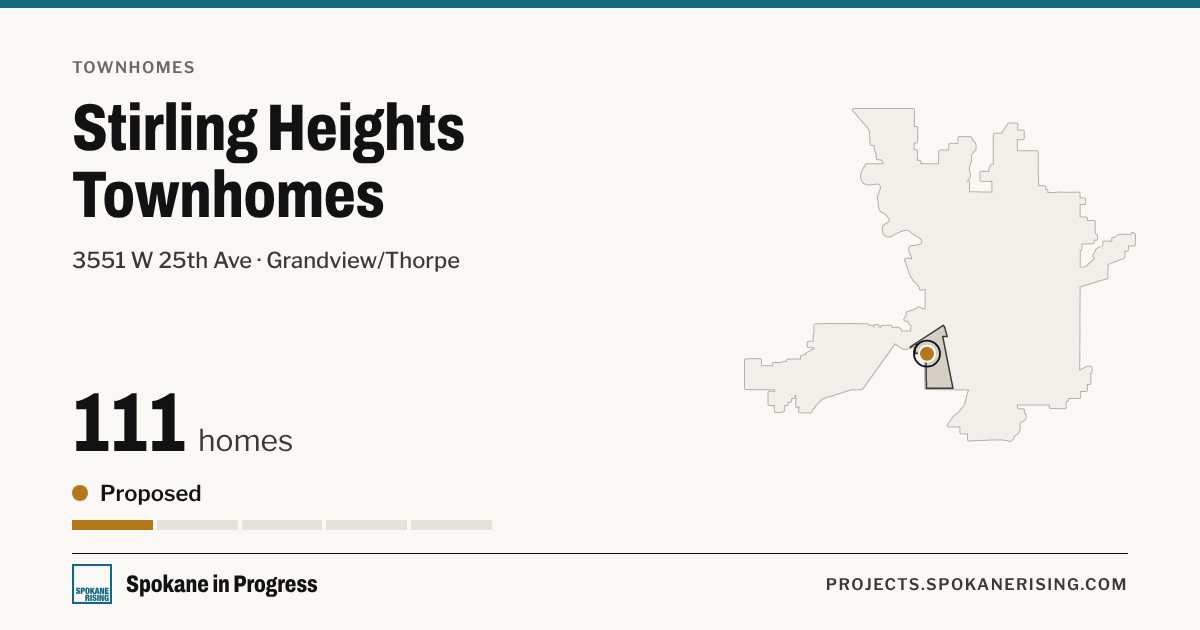 TOWNHOMES
Stirling Heights
Townhomes
3551 W 25th Ave · Grandview/Thorpe
111 homes
Proposed
SPOKANE
RISING
Spokane in Progress
PROJECTS.SPOKANERISING.COM